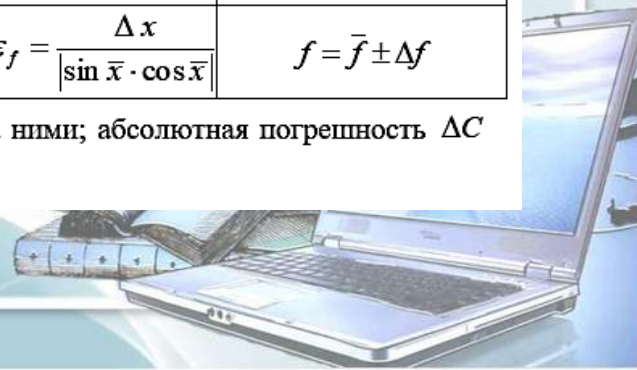 ε_f = Δx / |sin x̄ · cos x̄|
f = f̄ ± Δf
ними; абсолютная погрешность ΔC